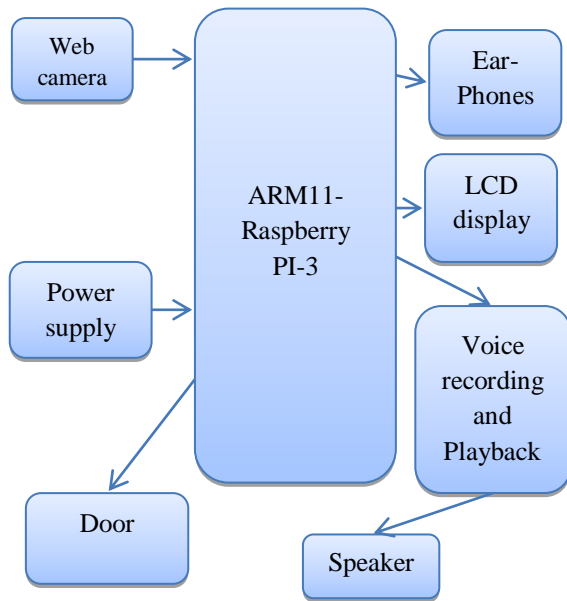 Web
camera
Power
supply
Door
ARM11-
Raspberry
PI-3
Ear-
Phones
LCD
display
Voice
recording
and
Playback
Speaker